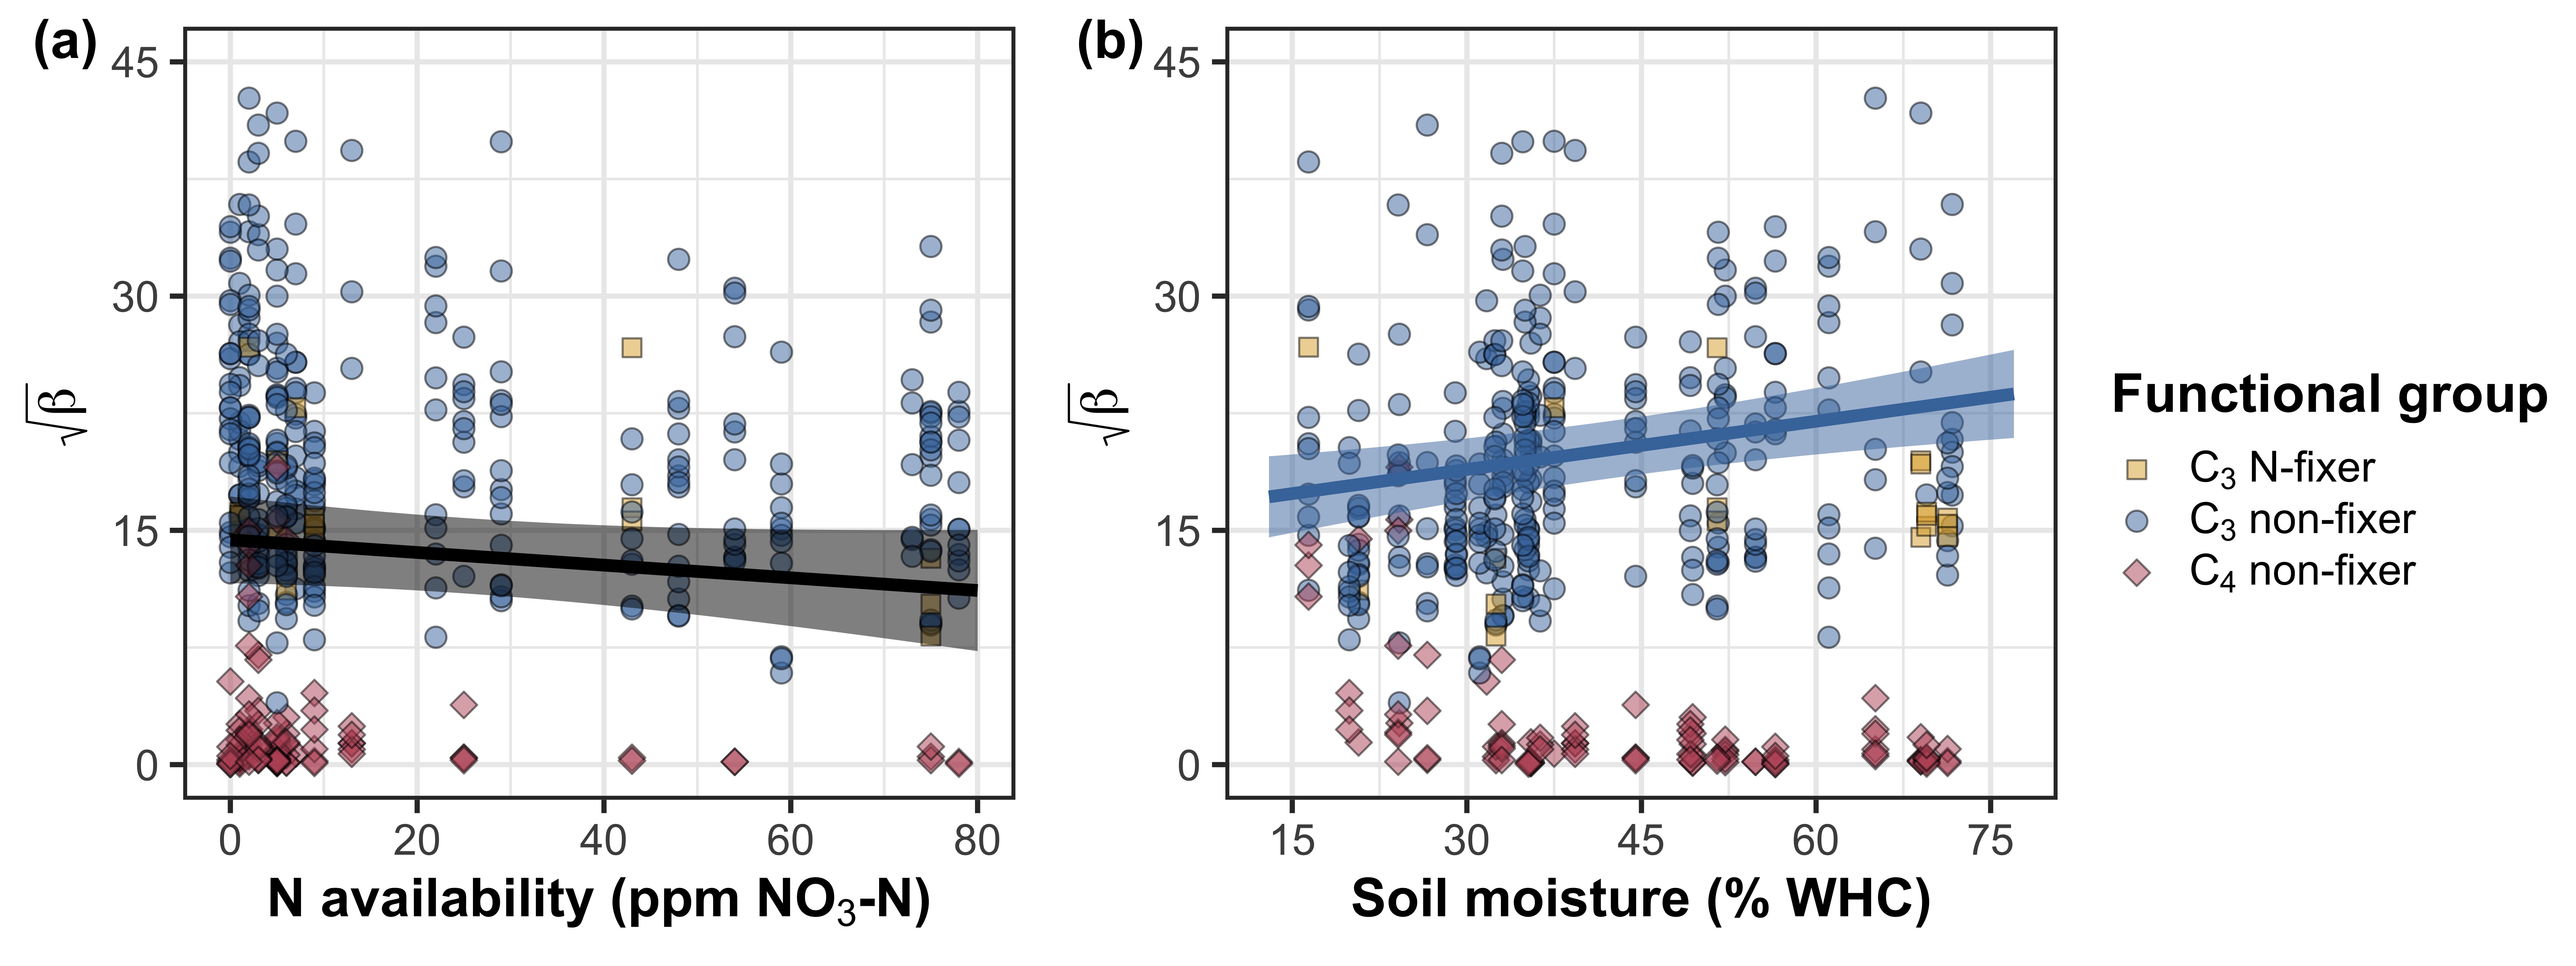 (a)
45
30
15
0
√β
0 20 40 60 80
N availability (ppm NO₃-N)
(b)
45
30
15
0
√β
15 30 45 60 75
Soil moisture (% WHC)
Functional group
C₃ N-fixer
C₃ non-fixer
C₄ non-fixer